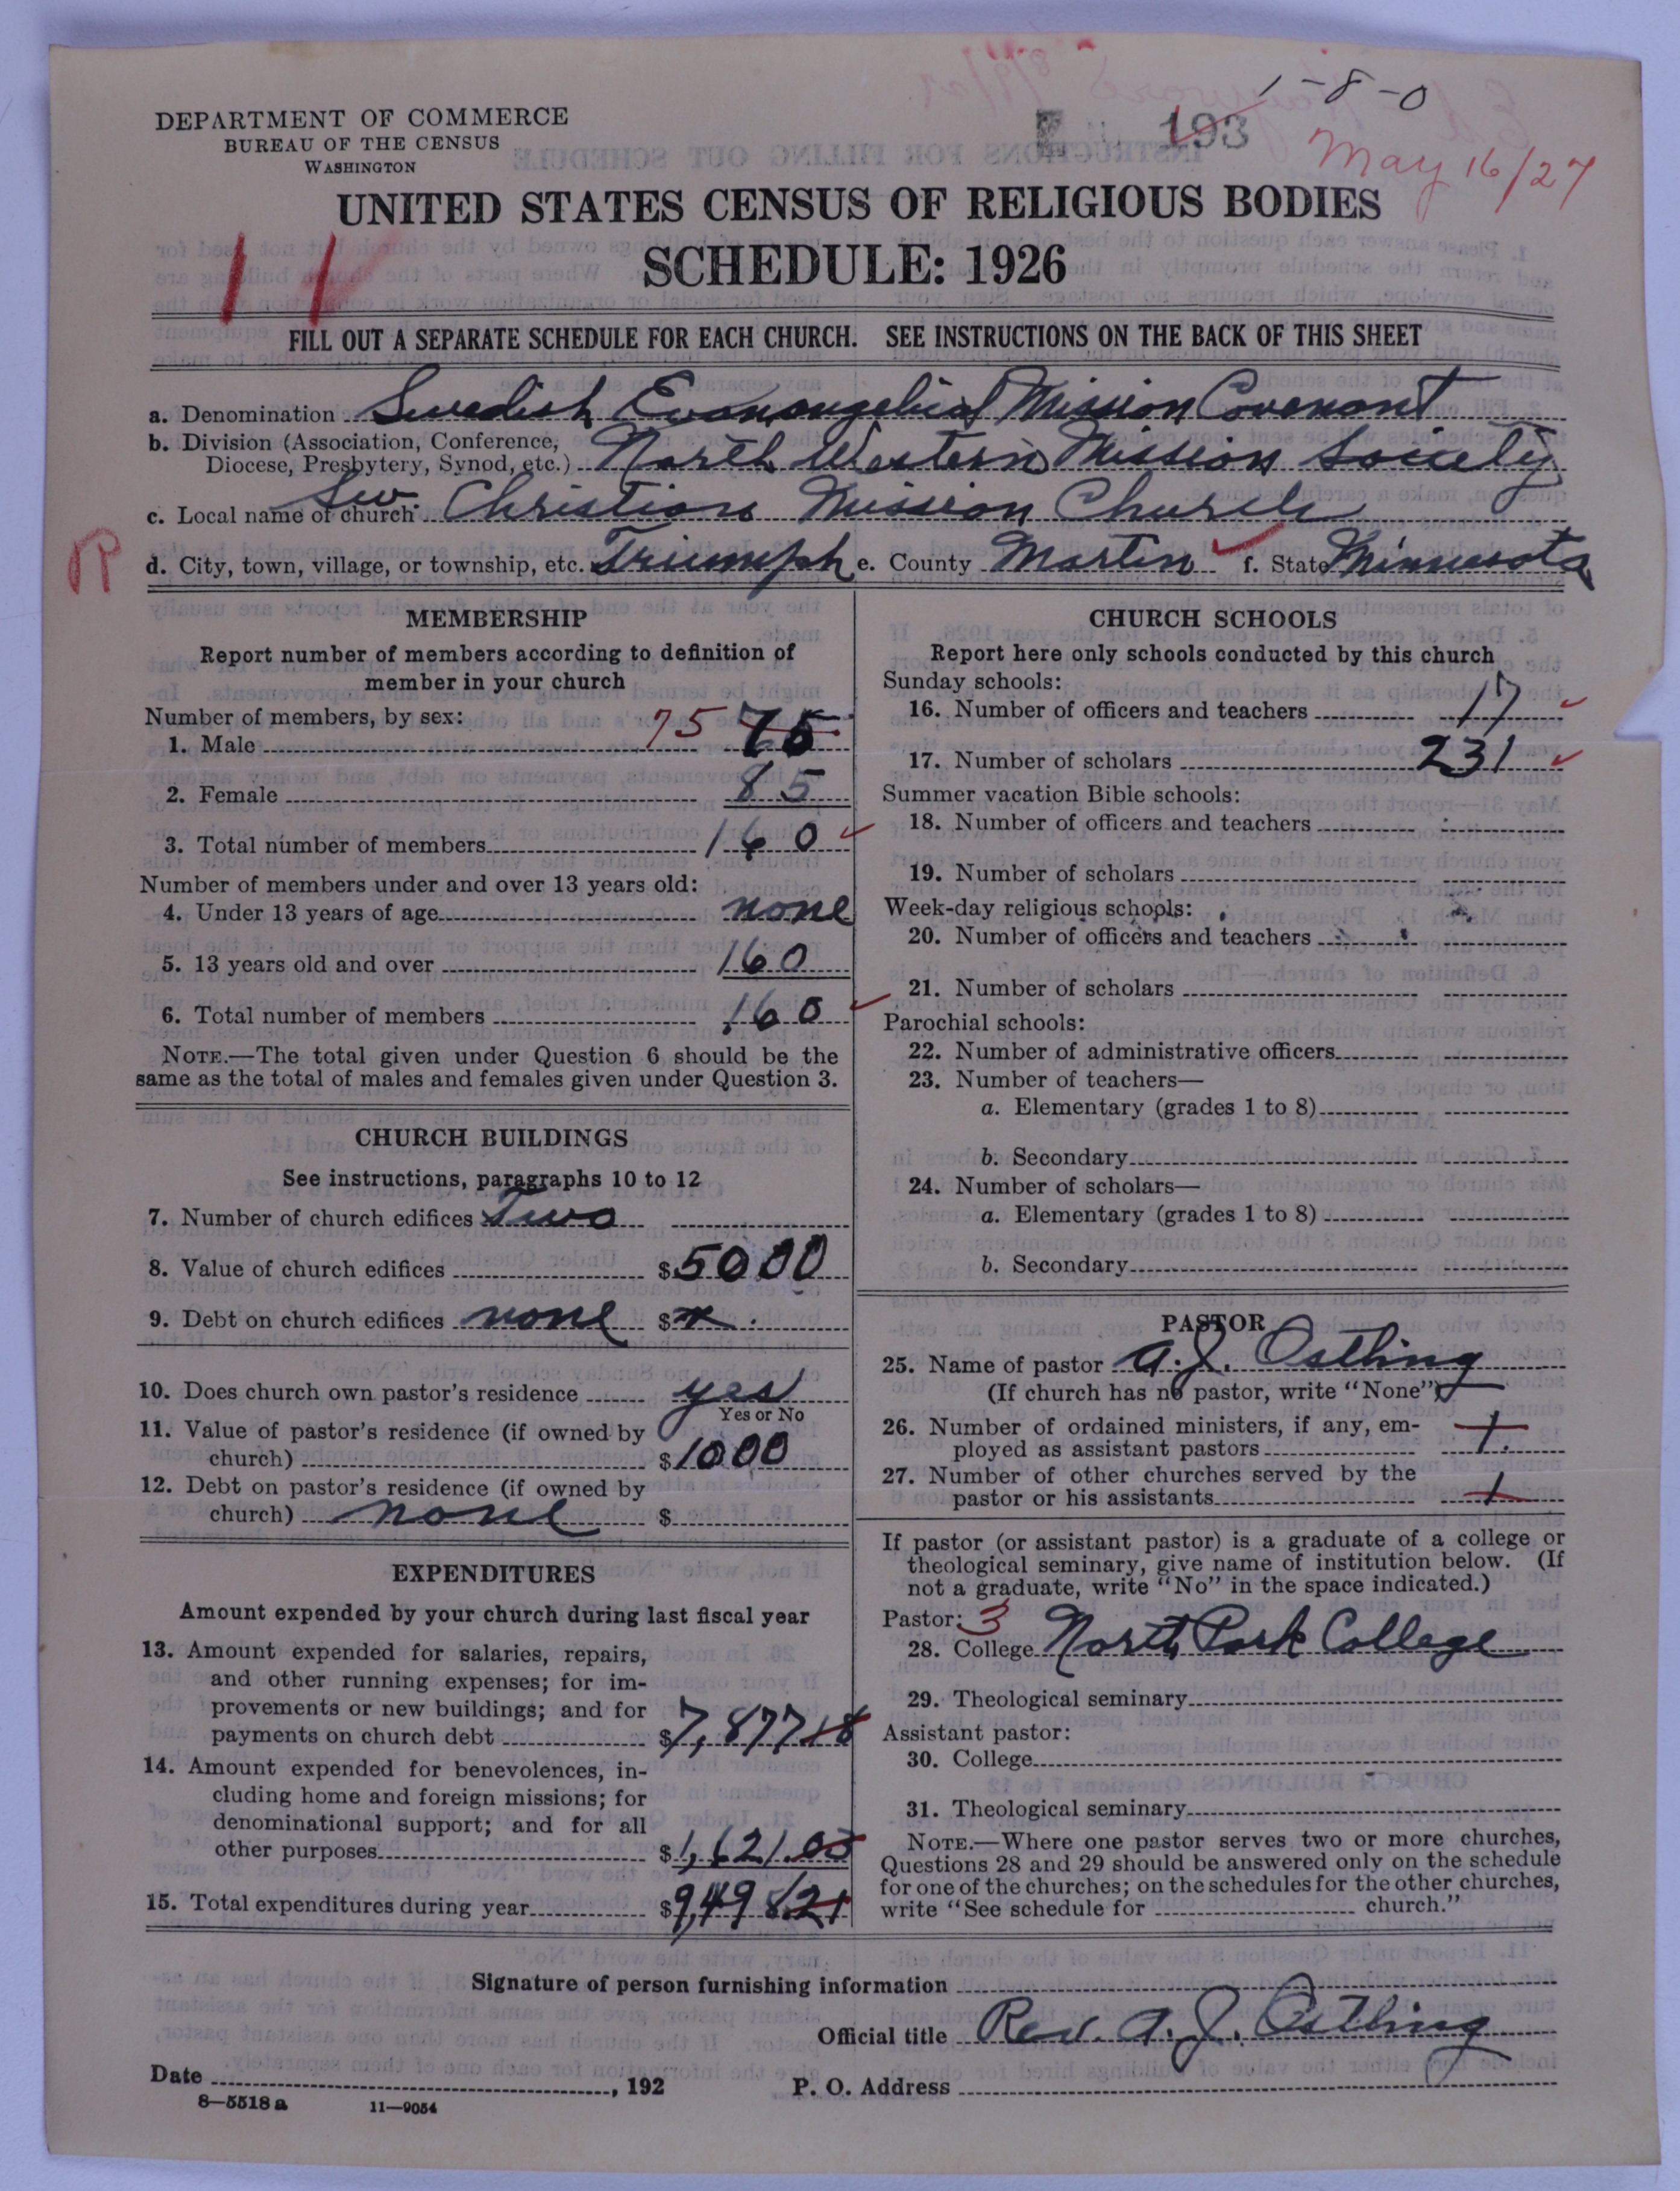 1-8-0
193
May 16/27
DEPARTMENT OF COMMERCE
BUREAU OF THE CENSUS
WASHINGTON
UNITED STATES CENSUS OF RELIGIOUS BODIES
SCHEDULE: 1926
11
FILL OUT A SEPARATE SCHEDULE FOR EACH CHURCH. SEE INSTRUCTIONS ON THE BACK OF THIS SHEET
a. Denomination Swedish Evanangelical Mission Covenant
b. Division (Association, Conference,
Diocese, Presbytery, Synod, etc.) North Western Mission Society
c. Local name of church Sw. Christian Mission Church
R
d. City, town, village, or township, etc. Triumph e. County Martin f. State Minnesota
MEMBERSHIP
Report number of members according to definition of
member in your church
Number of members, by sex:
1. Male 75 75
2. Female 85
3. Total number of members 160
Number of members under and over 13 years old:
4. Under 13 years of age none
5. 13 years old and over 160
6. Total number of members 160
NOTE.—The total given under Question 6 should be the
same as the total of males and females given under Question 3.
CHURCH BUILDINGS
See instructions, paragraphs 10 to 12
7. Number of church edifices Two
8. Value of church edifices $5000
9. Debt on church edifices none $
10. Does church own pastor's residence yes
Yes or No
11. Value of pastor's residence (if owned by
church) $1000
12. Debt on pastor's residence (if owned by
church) none $
EXPENDITURES
Amount expended by your church during last fiscal year
13. Amount expended for salaries, repairs,
and other running expenses; for im-
provements or new buildings; and for
payments on church debt $7,877.18
14. Amount expended for benevolences, in-
cluding home and foreign missions; for
denominational support; and for all
other purposes $1,621.03
15. Total expenditures during year $9,498.21
CHURCH SCHOOLS
Report here only schools conducted by this church
Sunday schools:
16. Number of officers and teachers 17
17. Number of scholars 231
Summer vacation Bible schools:
18. Number of officers and teachers
19. Number of scholars
Week-day religious schools:
20. Number of officers and teachers
21. Number of scholars
Parochial schools:
22. Number of administrative officers
23. Number of teachers—
a. Elementary (grades 1 to 8)
b. Secondary
24. Number of scholars—
a. Elementary (grades 1 to 8)
b. Secondary
PASTOR
25. Name of pastor A. J. Ostling
(If church has no pastor, write "None")
26. Number of ordained ministers, if any, em-
ployed as assistant pastors 1.
27. Number of other churches served by the
pastor or his assistants 1
If pastor (or assistant pastor) is a graduate of a college or
theological seminary, give name of institution below. (If
not a graduate, write "No" in the space indicated.)
Pastor: 3
28. College North Park College
29. Theological seminary
Assistant pastor:
30. College
31. Theological seminary
NOTE.—Where one pastor serves two or more churches,
Questions 28 and 29 should be answered only on the schedule
for one of the churches; on the schedules for the other churches,
write "See schedule for church."
Signature of person furnishing information
Official title Rev. A. J. Ostling
Date , 192
P. O. Address
8—5518 a 11—9054